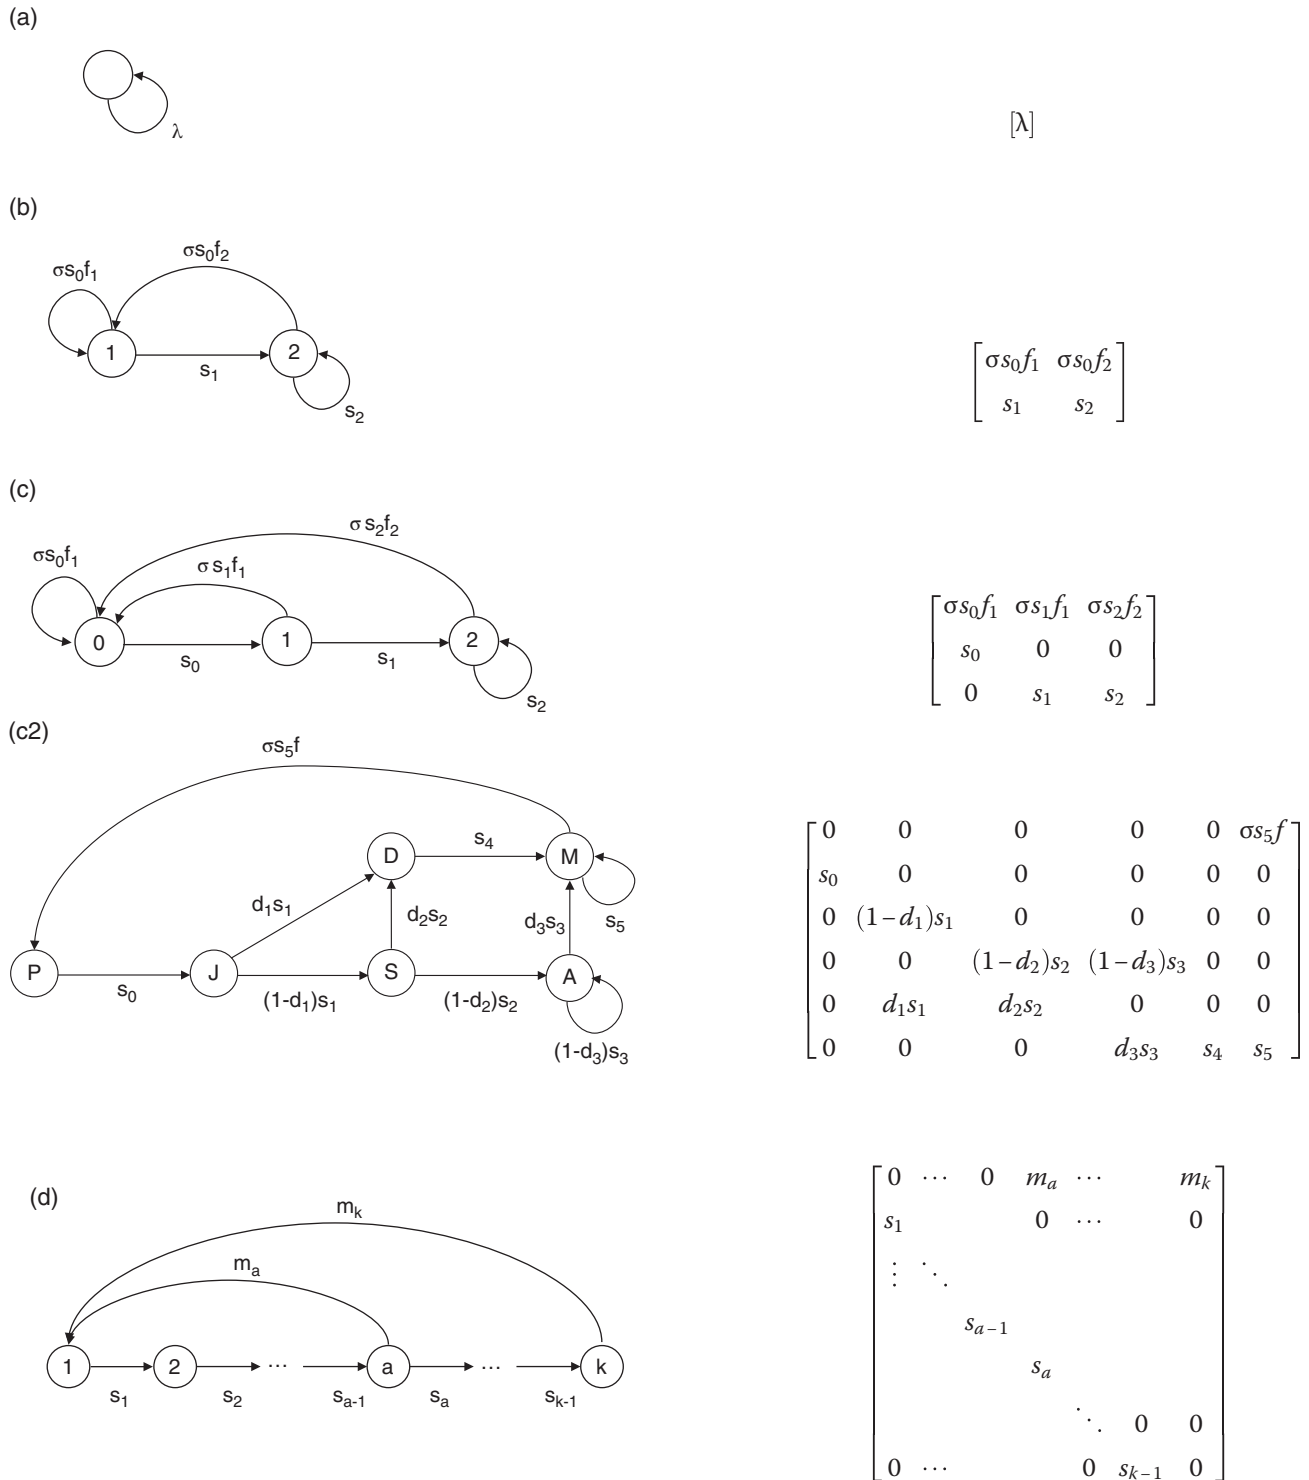 (a)
λ
[λ]
(b)
σs₀f₁
σs₀f₂
1
2
s₁
s₂
σs₀f₁ σs₀f₂
s₁ s₂
(c)
σs₀f₁
σ s₁f₁
σ s₂f₂
0
1
2
s₀
s₁
s₂
σs₀f₁ σs₁f₁ σs₂f₂
s₀ 0 0
0 s₁ s₂
(c2)
σs₅f
D
s₄
M
d₁s₁
d₂s₂
d₃s₃
s₅
P
J
S
A
s₀
(1-d₁)s₁
(1-d₂)s₂
(1-d₃)s₃
0 0 0 0 0 σs₅f
s₀ 0 0 0 0 0
0 (1−d₁)s₁ 0 0 0 0
0 0 (1−d₂)s₂ (1−d₃)s₃ 0 0
0 d₁s₁ d₂s₂ 0 0 0
0 0 0 d₃s₃ s₄ s₅
(d)
mₖ
mₐ
1
2
...
a
...
k
s₁
s₂
sₐ₋₁
sₐ
sₖ₋₁
0 ⋯ 0 mₐ ⋯ mₖ
s₁ 0 ⋯ 0
⋮ ⋱
sₐ₋₁
sₐ
⋱ 0 0
0 ⋯ 0 sₖ₋₁ 0